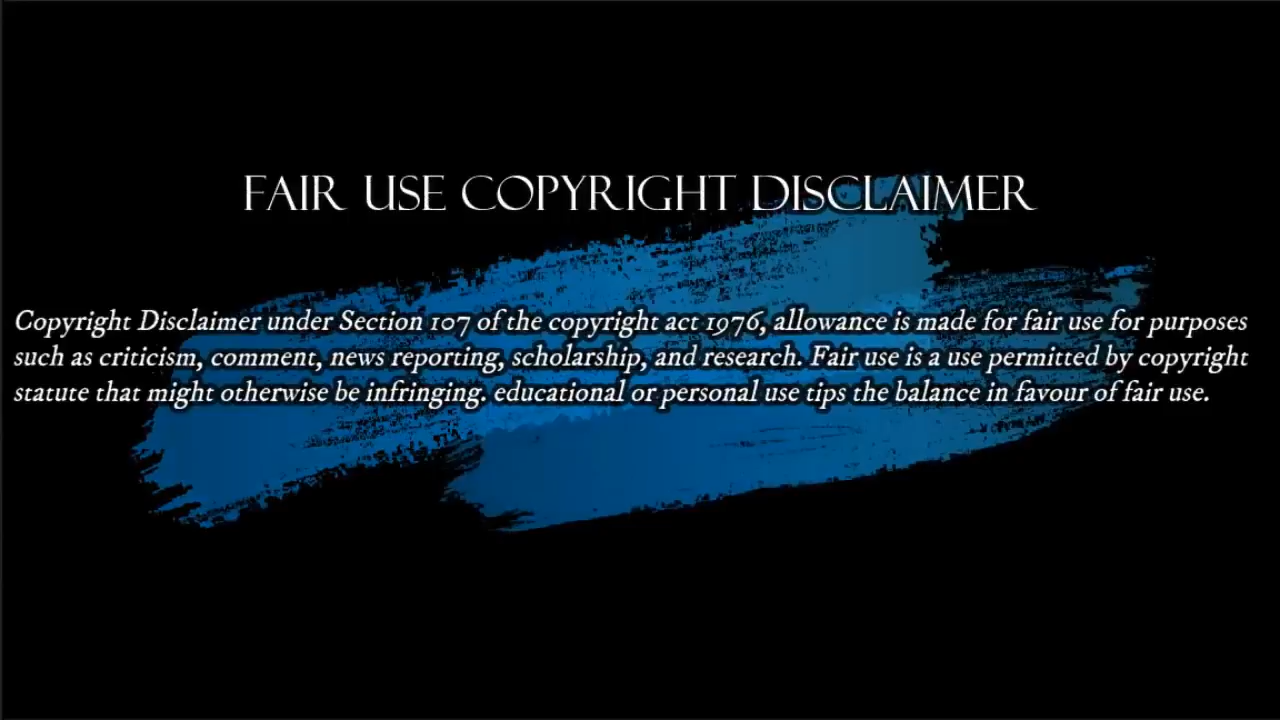 FAIR USE COPYRIGHT DISCLAIMER
Copyright Disclaimer under Section 107 of the copyright act 1976, allowance is made for fair use for purposes
such as criticism, comment, news reporting, scholarship, and research. Fair use is a use permitted by copyright
statute that might otherwise be infringing. educational or personal use tips the balance in favour of fair use.